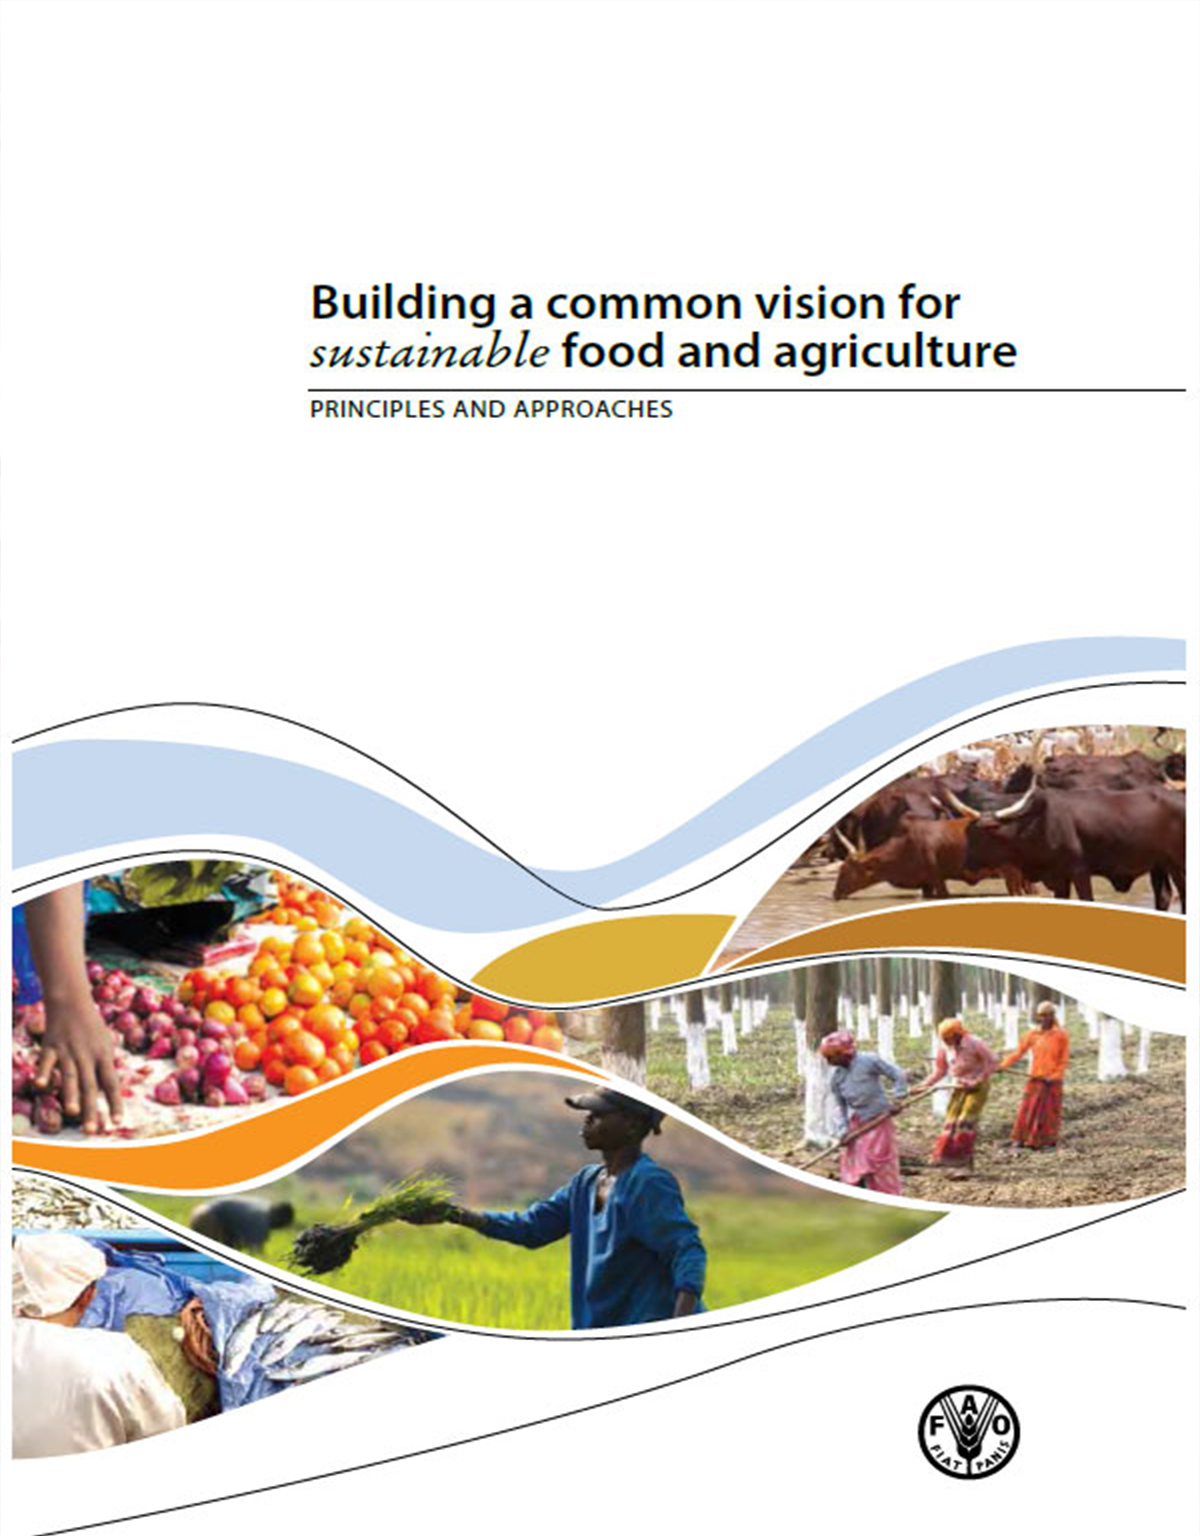 Building a common vision for
sustainable food and agriculture
PRINCIPLES AND APPROACHES
F A O
FIAT PANIS